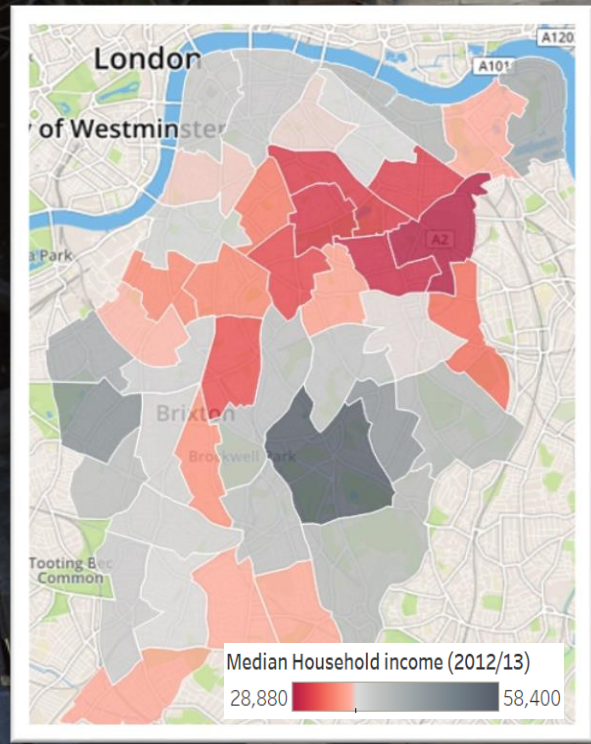 A120
London
A101
y of Westminster
A2
a Park
Brixton
Brockwell Park
Tooting Bec
Common
Median Household income (2012/13)
28,880
58,400